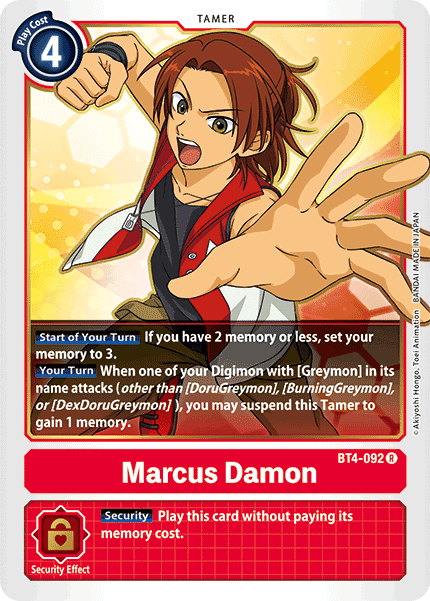 TAMER
Play Cost
4
Start of Your Turn If you have 2 memory or less, set your
memory to 3.
Your Turn When one of your Digimon with [Greymon] in its
name attacks (other than [DoruGreymon], [BurningGreymon],
or [DexDoruGreymon] ), you may suspend this Tamer to
gain 1 memory.
©Akiyoshi Hongo, Toei Animation BANDAI MADE IN JAPAN
BT4-092 R
Marcus Damon
Security Play this card without paying its
memory cost.
Security Effect